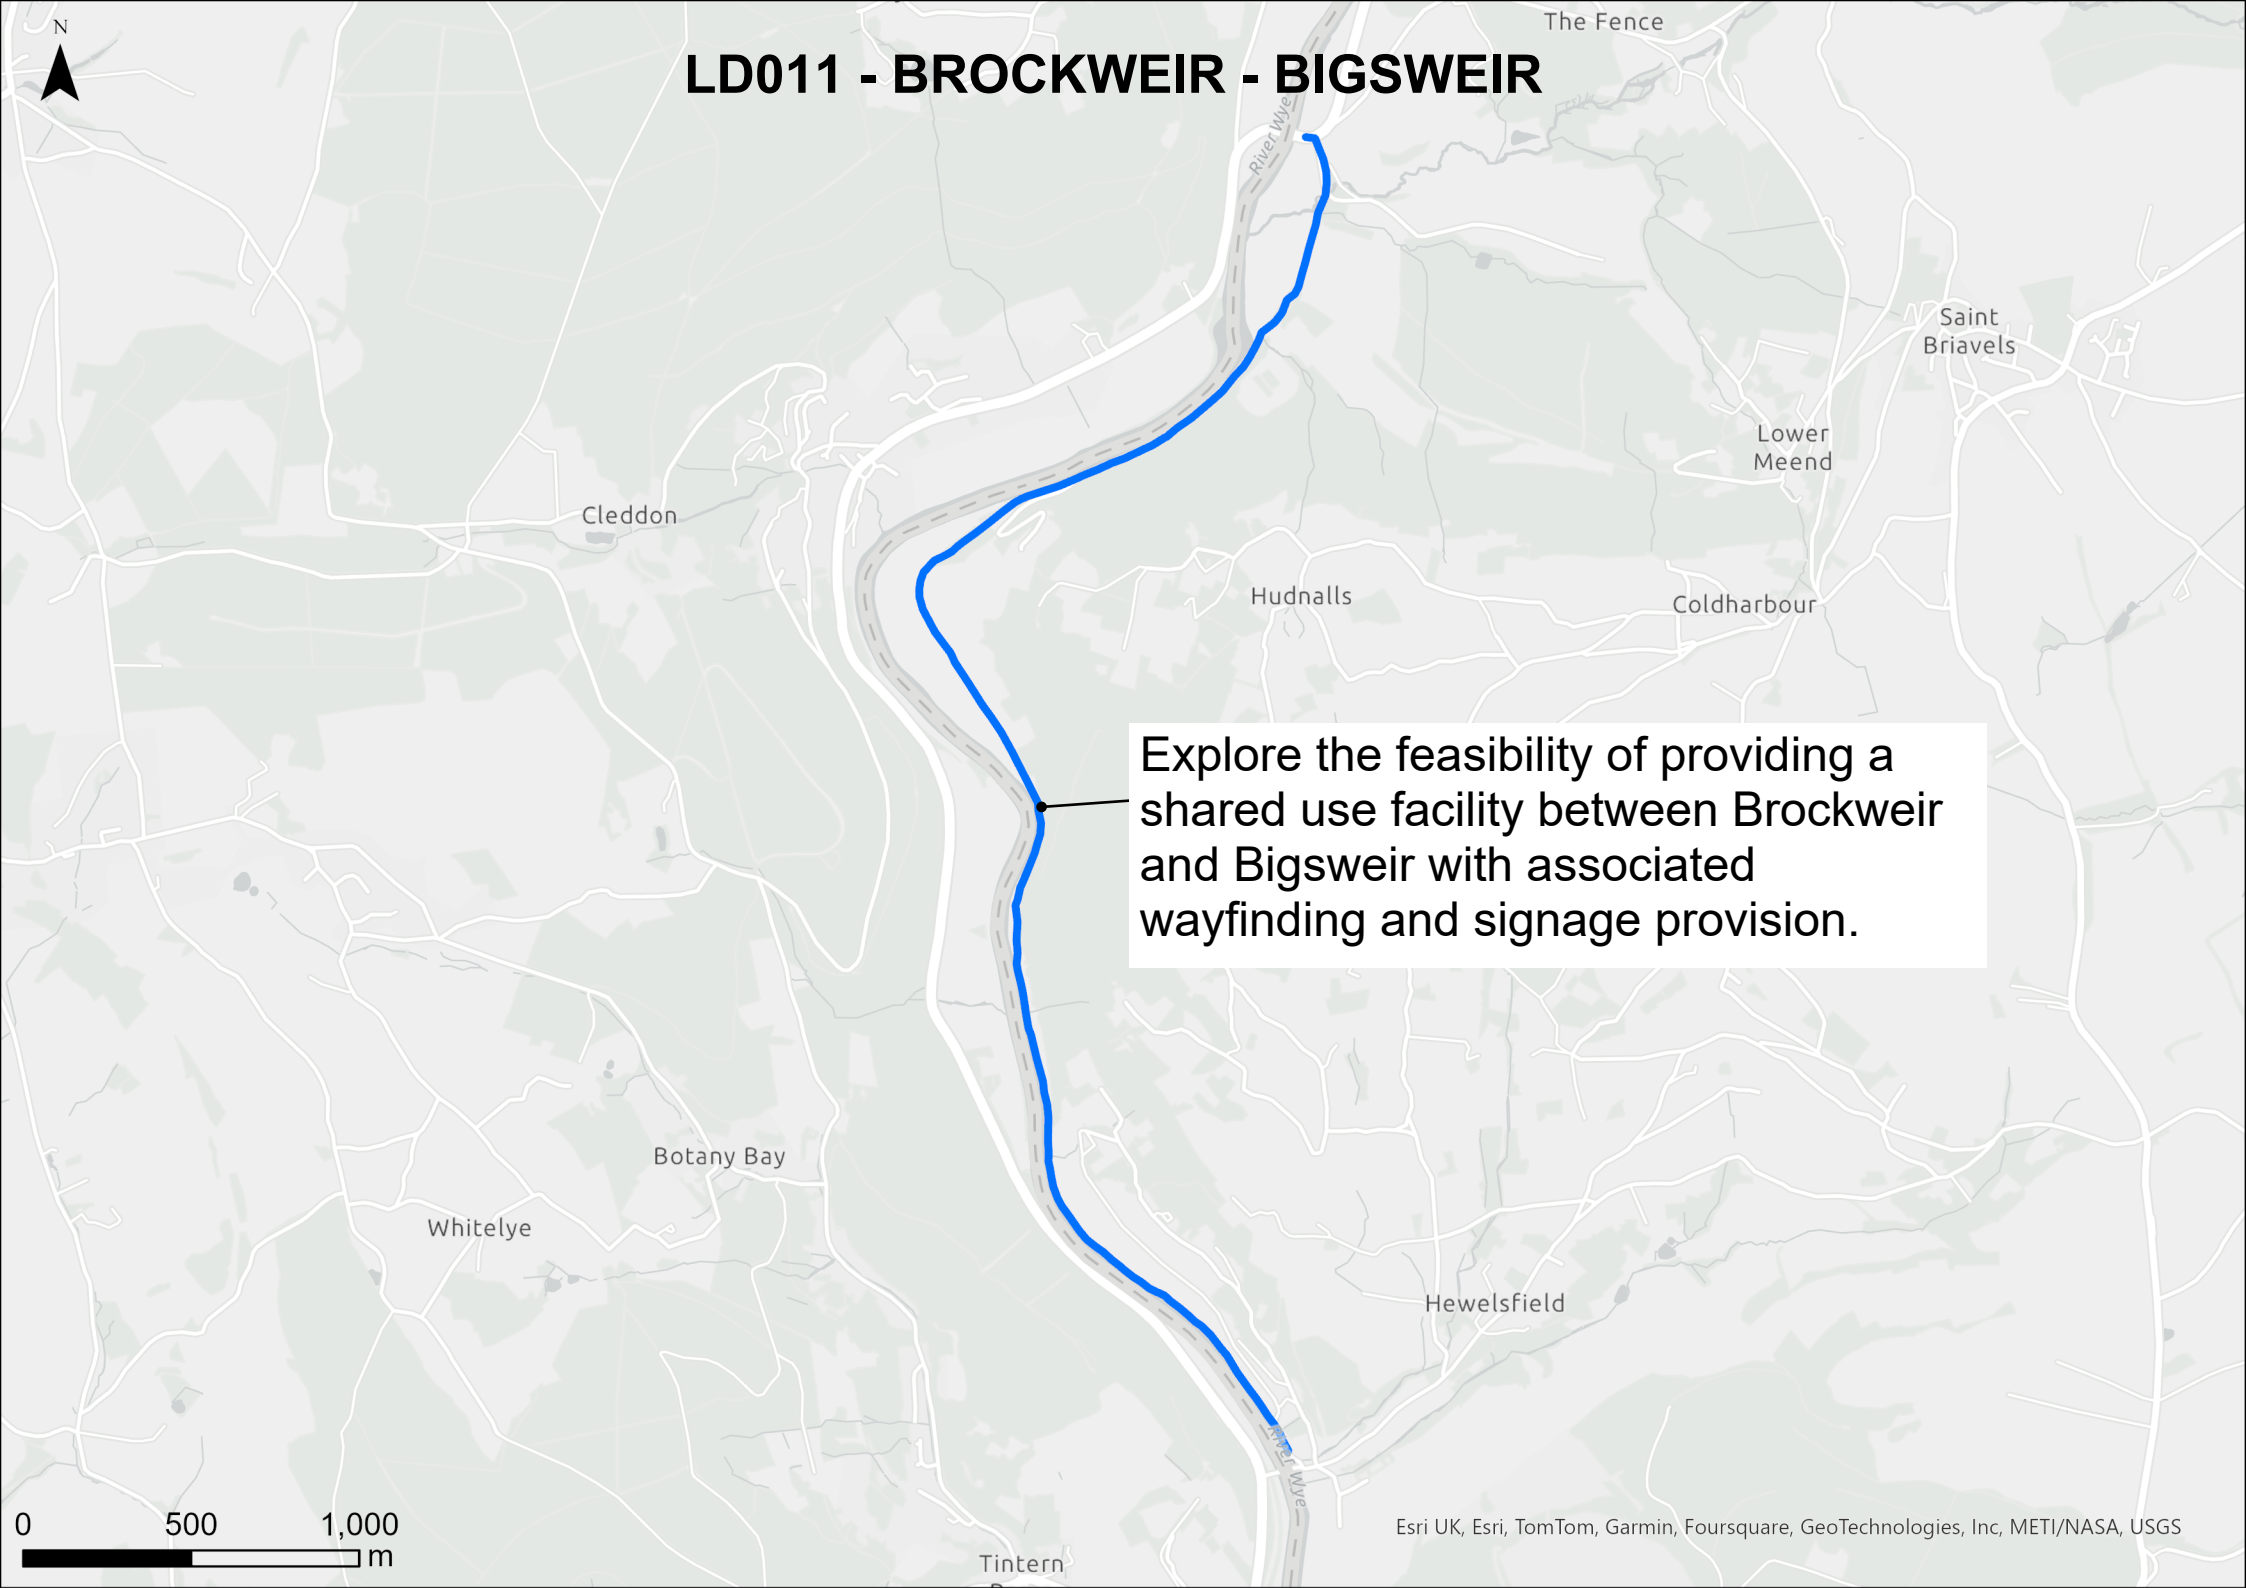 N
LD011 - BROCKWEIR - BIGSWEIR
The Fence
River Wye
Saint
Briavels
Lower
Meend
Cleddon
Hudnalls
Coldharbour
Explore the feasibility of providing a
shared use facility between Brockweir
and Bigsweir with associated
wayfinding and signage provision.
Botany Bay
Whitelye
Hewelsfield
River Wye
0 500 1,000
m
Esri UK, Esri, TomTom, Garmin, Foursquare, GeoTechnologies, Inc, METI/NASA, USGS
Tintern